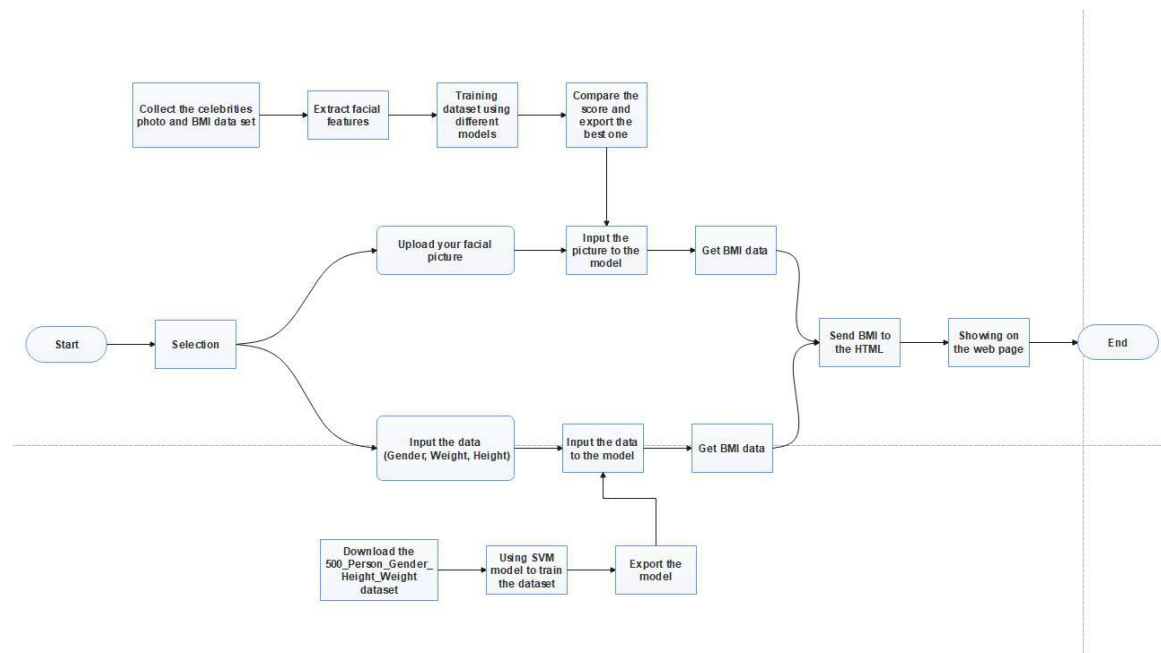 Collect the celebrities
photo and BMI data set
Extract facial
features
Training
dataset using
different
models
Compare the
score and
export the
best one
Upload your facial
picture
Input the
picture to the
model
Get BMI data
Start
Selection
Send BMI to
the HTML
Showing on
the web page
End
Input the data
(Gender, Weight, Height)
Input the data
to the model
Get BMI data
Download the
500_Person_Gender_
Height_Weight
dataset
Using SVM
model to train
the dataset
Export the
model